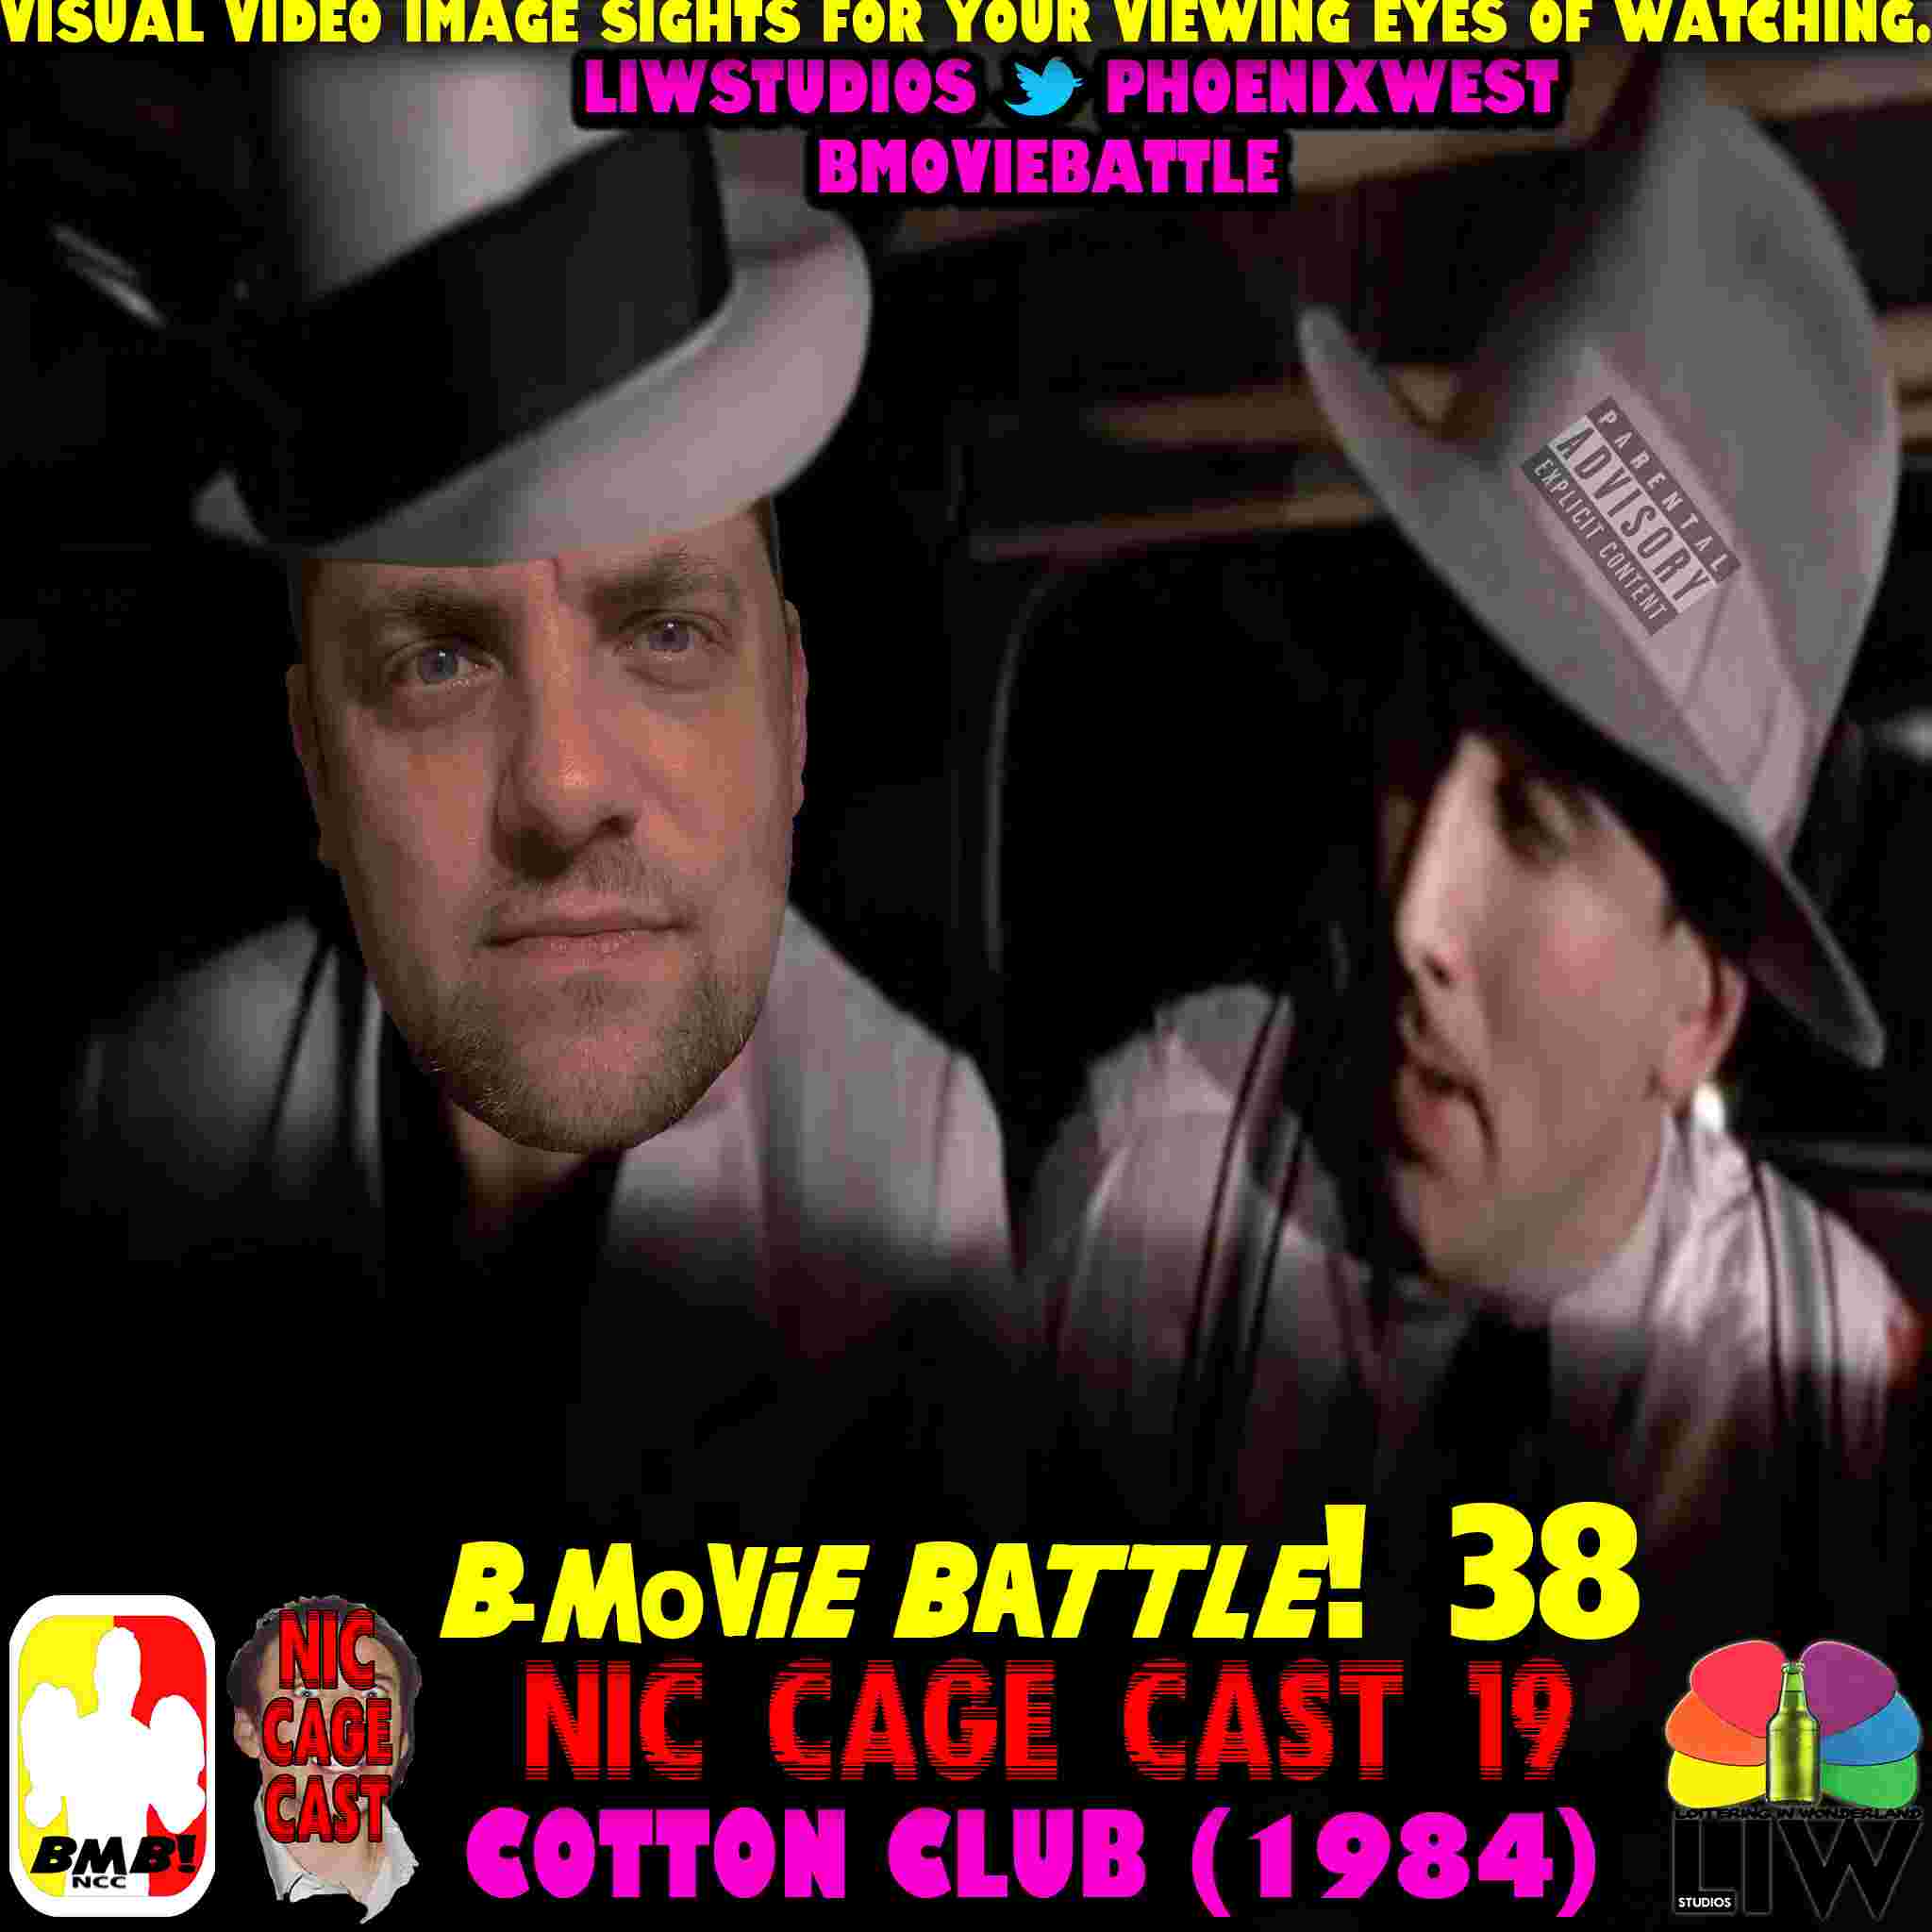 VISUAL VIDEO IMAGE SIGHTS FOR YOUR VIEWING EYES OF WATCHING.
LIWSTUDIOS PHOENIXWEST
BMOVIEBATTLE
PARENTAL
ADVISORY
EXPLICIT CONTENT
B-MoViE BATTLE! 38
NIC CAGE CAST 19
COTTON CLUB (1984)
BMB!
NCC
NIC
CAGE
CAST
LOITERING IN WONDERLAND
LIW
STUDIOS